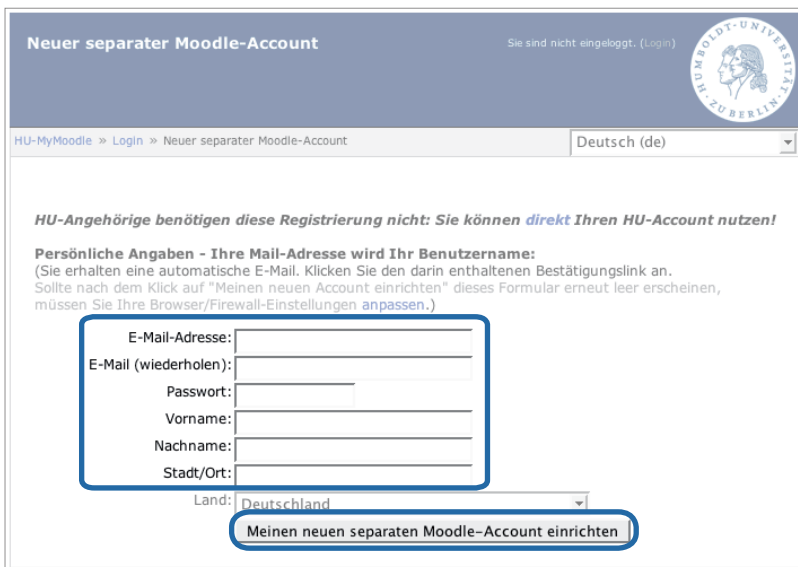 Neuer separater Moodle-Account
Sie sind nicht eingeloggt. (Login)
HUMBOLDT-UNIVERSITÄT ZU BERLIN
HU-MyMoodle » Login » Neuer separater Moodle-Account
Deutsch (de)
HU-Angehörige benötigen diese Registrierung nicht: Sie können direkt Ihren HU-Account nutzen!
Persönliche Angaben - Ihre Mail-Adresse wird Ihr Benutzername:
(Sie erhalten eine automatische E-Mail. Klicken Sie den darin enthaltenen Bestätigungslink an.
Sollte nach dem Klick auf "Meinen neuen Account einrichten" dieses Formular erneut leer erscheinen,
müssen Sie Ihre Browser/Firewall-Einstellungen anpassen.)
E-Mail-Adresse:
E-Mail (wiederholen):
Passwort:
Vorname:
Nachname:
Stadt/Ort:
Land: Deutschland
Meinen neuen separaten Moodle-Account einrichten